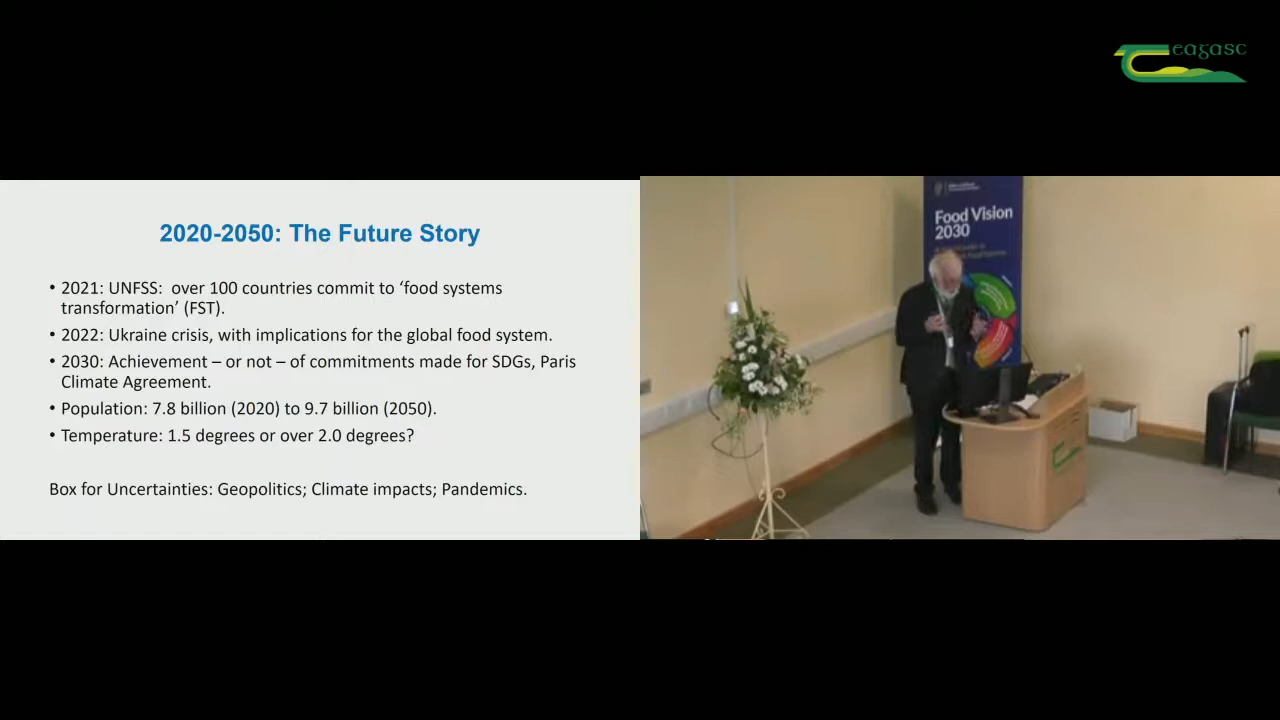 eagasc
2020-2050: The Future Story
• 2021: UNFSS: over 100 countries commit to ‘food systems
transformation’ (FST).
• 2022: Ukraine crisis, with implications for the global food system.
• 2030: Achievement – or not – of commitments made for SDGs, Paris
Climate Agreement.
• Population: 7.8 billion (2020) to 9.7 billion (2050).
• Temperature: 1.5 degrees or over 2.0 degrees?
Box for Uncertainties: Geopolitics; Climate impacts; Pandemics.
Food Vision
2030